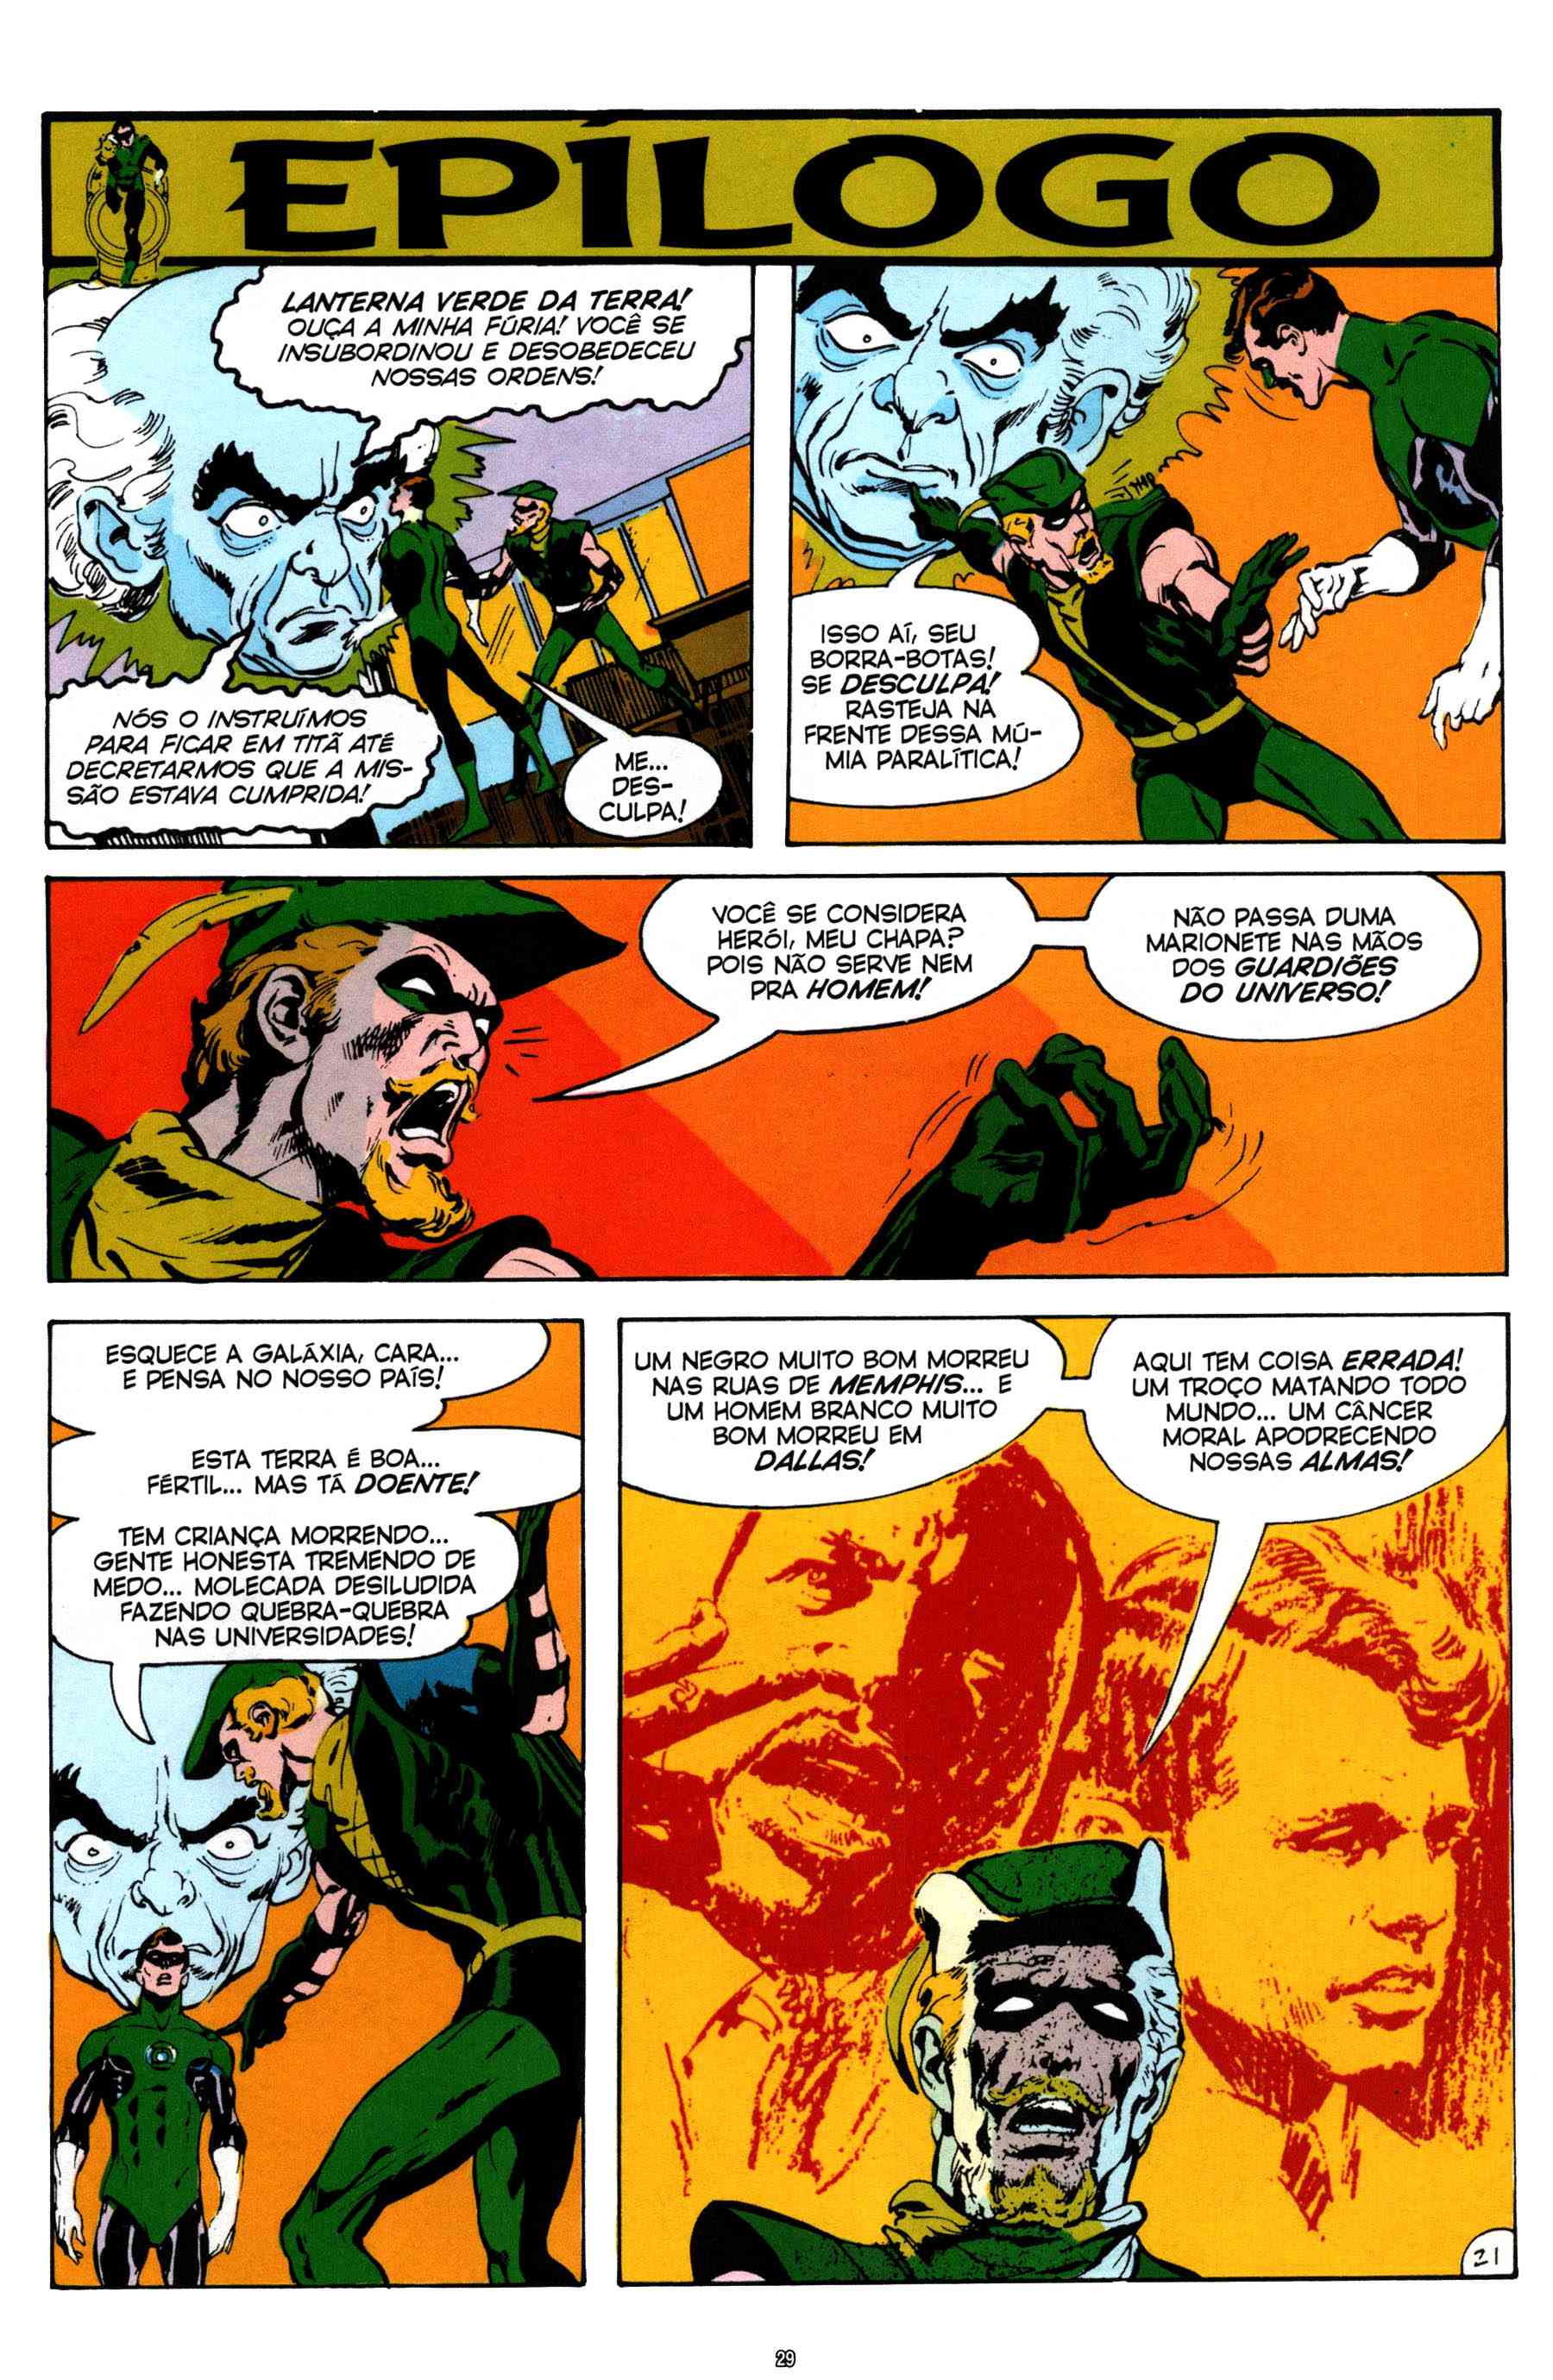 EPÍLOGO
LANTERNA VERDE DA TERRA!
OUÇA A MINHA FÚRIA! VOCÊ SE
INSUBORDINOU E DESOBEDECEU
NOSSAS ORDENS!
NÓS O INSTRUÍMOS
PARA FICAR EM TITÃ ATÉ
DECRETARMOS QUE A MIS-
SÃO ESTAVA CUMPRIDA!
ME...
DES-
CULPA!
ISSO AÍ, SEU
BORRA-BOTAS!
SE DESCULPA!
RASTEJA NA
FRENTE DESSA MÚ-
MIA PARALÍTICA!
VOCÊ SE CONSIDERA
HERÓI, MEU CHAPA?
POIS NÃO SERVE NEM
PRA HOMEM!
NÃO PASSA DUMA
MARIONETE NAS MÃOS
DOS GUARDIÕES
DO UNIVERSO!
ESQUECE A GALÁXIA, CARA...
E PENSA NO NOSSO PAÍS!
ESTA TERRA É BOA...
FÉRTIL... MAS TÁ DOENTE!
TEM CRIANÇA MORRENDO...
GENTE HONESTA TREMENDO DE
MEDO... MOLECADA DESILUDIDA
FAZENDO QUEBRA-QUEBRA
NAS UNIVERSIDADES!
UM NEGRO MUITO BOM MORREU
NAS RUAS DE MEMPHIS... E
UM HOMEM BRANCO MUITO
BOM MORREU EM
DALLAS!
AQUI TEM COISA ERRADA!
UM TROÇO MATANDO TODO
MUNDO... UM CÂNCER
MORAL APODRECENDO
NOSSAS ALMAS!
21
29